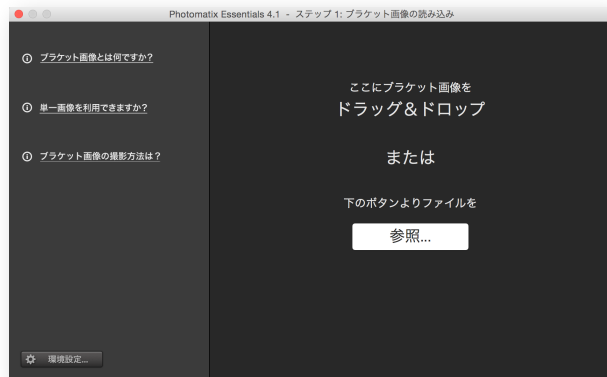 Photomatix Essentials 4.1 - ステップ 1: ブラケット画像の読み込み
ブラケット画像とは何ですか?
単一画像を利用できますか?
ブラケット画像の撮影方法は?
ここにブラケット画像を
ドラッグ&ドロップ
または
下のボタンよりファイルを
参照...
環境設定...